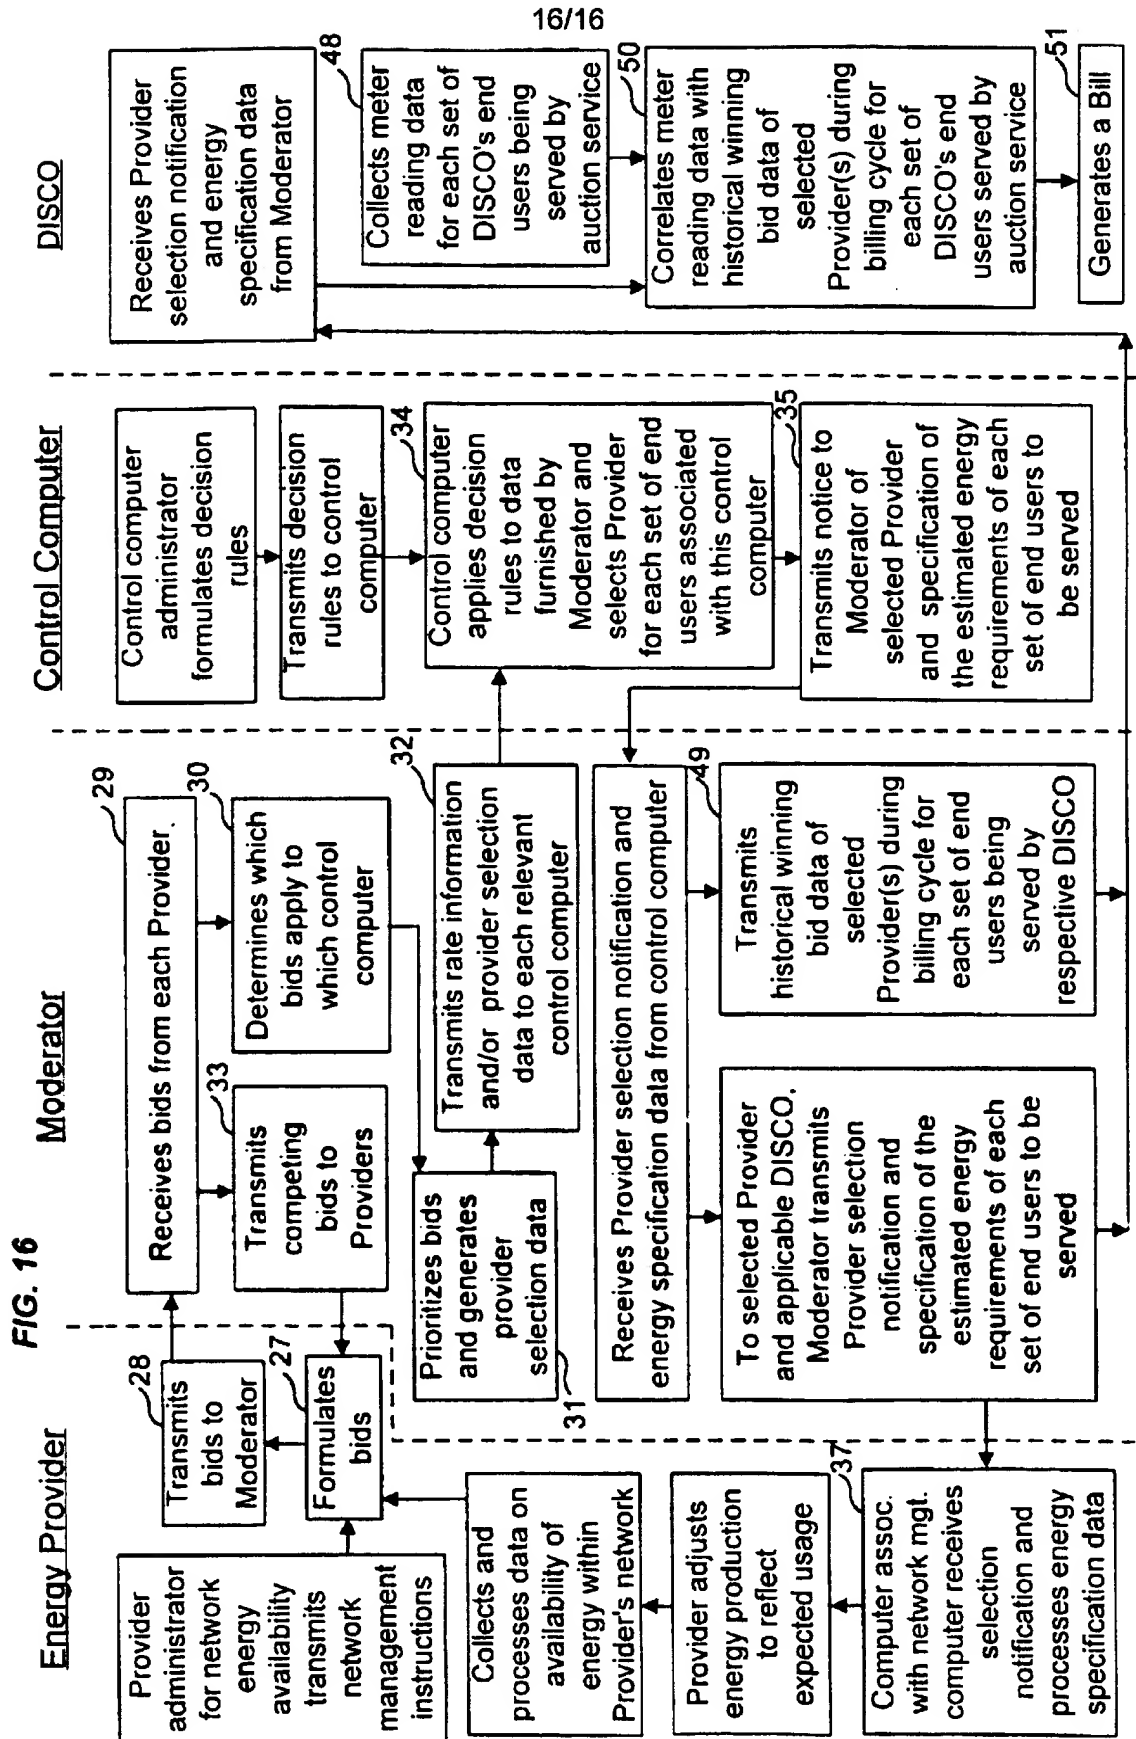 16/16
FIG. 16
Energy Provider
Moderator
Control Computer
DISCO
Provider
administrator
for network
energy
availability
transmits
network
management
instructions
28
Transmits
bids to
Moderator
27
Formulates
bids
Collects and
processes data on
availability of
energy within
Provider's network
Provider adjusts
energy production
to reflect
expected usage
37
Computer assoc.
with network mgt.
computer receives
selection
notification and
processes energy
specification data
29
Receives bids from each Provider.
33
Transmits
competing
bids to
Providers
30
Determines which
bids apply to
which control
computer
Prioritizes bids
and generates
provider
selection data
31
32
Transmits rate information
and/or provider selection
data to each relevant
control computer
Receives Provider selection notification and
energy specification data from control computer
To selected Provider
and applicable DISCO,
Moderator transmits
Provider selection
notification and
specification of the
estimated energy
requirements of each
set of end users to be
served
49
Transmits
historical winning
bid data of
selected
Provider(s) during
billing cycle for
each set of end
users being
served by
respective DISCO
Control computer
administrator
formulates decision
rules
Transmits decision
rules to control
computer
34
Control computer
applies decision
rules to data
furnished by
Moderator and
selects Provider
for each set of end
users associated
with this control
computer
35
Transmits notice to
Moderator of
selected Provider
and specification of
the estimated energy
requirements of each
set of end users to
be served
Receives Provider
selection notification
and energy
specification data
from Moderator
48
Collects meter
reading data
for each set of
DISCO's end
users being
served by
auction service
50
Correlates meter
reading data with
historical winning
bid data of
selected
Provider(s) during
billing cycle for
each set of
DISCO's end
users served by
auction service
51
Generates a Bill